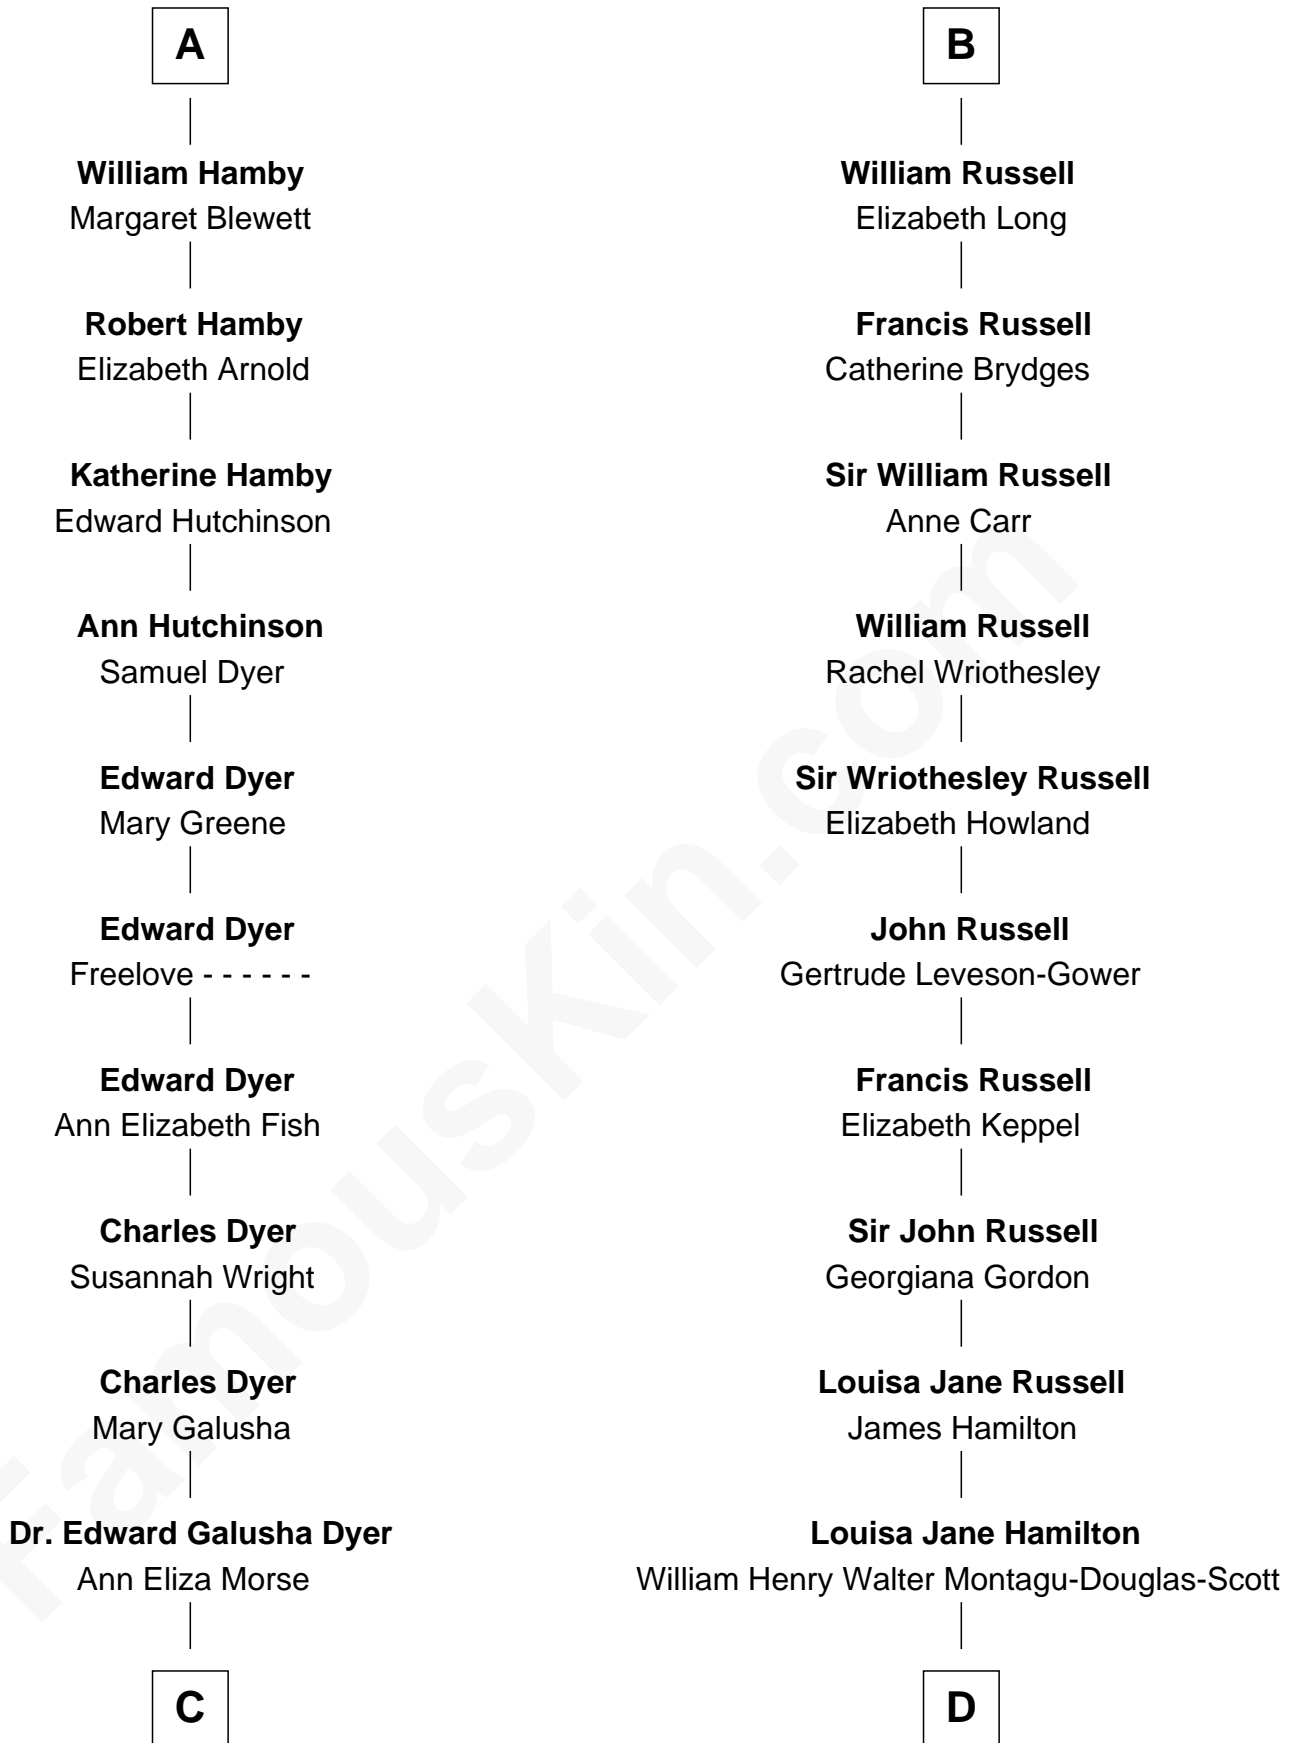 A
William Hamby
Margaret Blewett
Robert Hamby
Elizabeth Arnold
Katherine Hamby
Edward Hutchinson
Ann Hutchinson
Samuel Dyer
Edward Dyer
Mary Greene
Edward Dyer
Freelove - - - - - -
Edward Dyer
Ann Elizabeth Fish
Charles Dyer
Susannah Wright
Charles Dyer
Mary Galusha
Dr. Edward Galusha Dyer
Ann Eliza Morse
C
B
William Russell
Elizabeth Long
Francis Russell
Catherine Brydges
Sir William Russell
Anne Carr
William Russell
Rachel Wriothesley
Sir Wriothesley Russell
Elizabeth Howland
John Russell
Gertrude Leveson-Gower
Francis Russell
Elizabeth Keppel
Sir John Russell
Georgiana Gordon
Louisa Jane Russell
James Hamilton
Louisa Jane Hamilton
William Henry Walter Montagu-Douglas-Scott
D
FamousKin.com